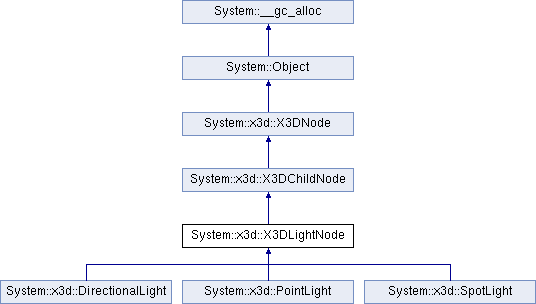 System::__gc_alloc
System::Object
System::x3d::X3DNode
System::x3d::X3DChildNode
System::x3d::X3DLightNode
System::x3d::DirectionalLight
System::x3d::PointLight
System::x3d::SpotLight